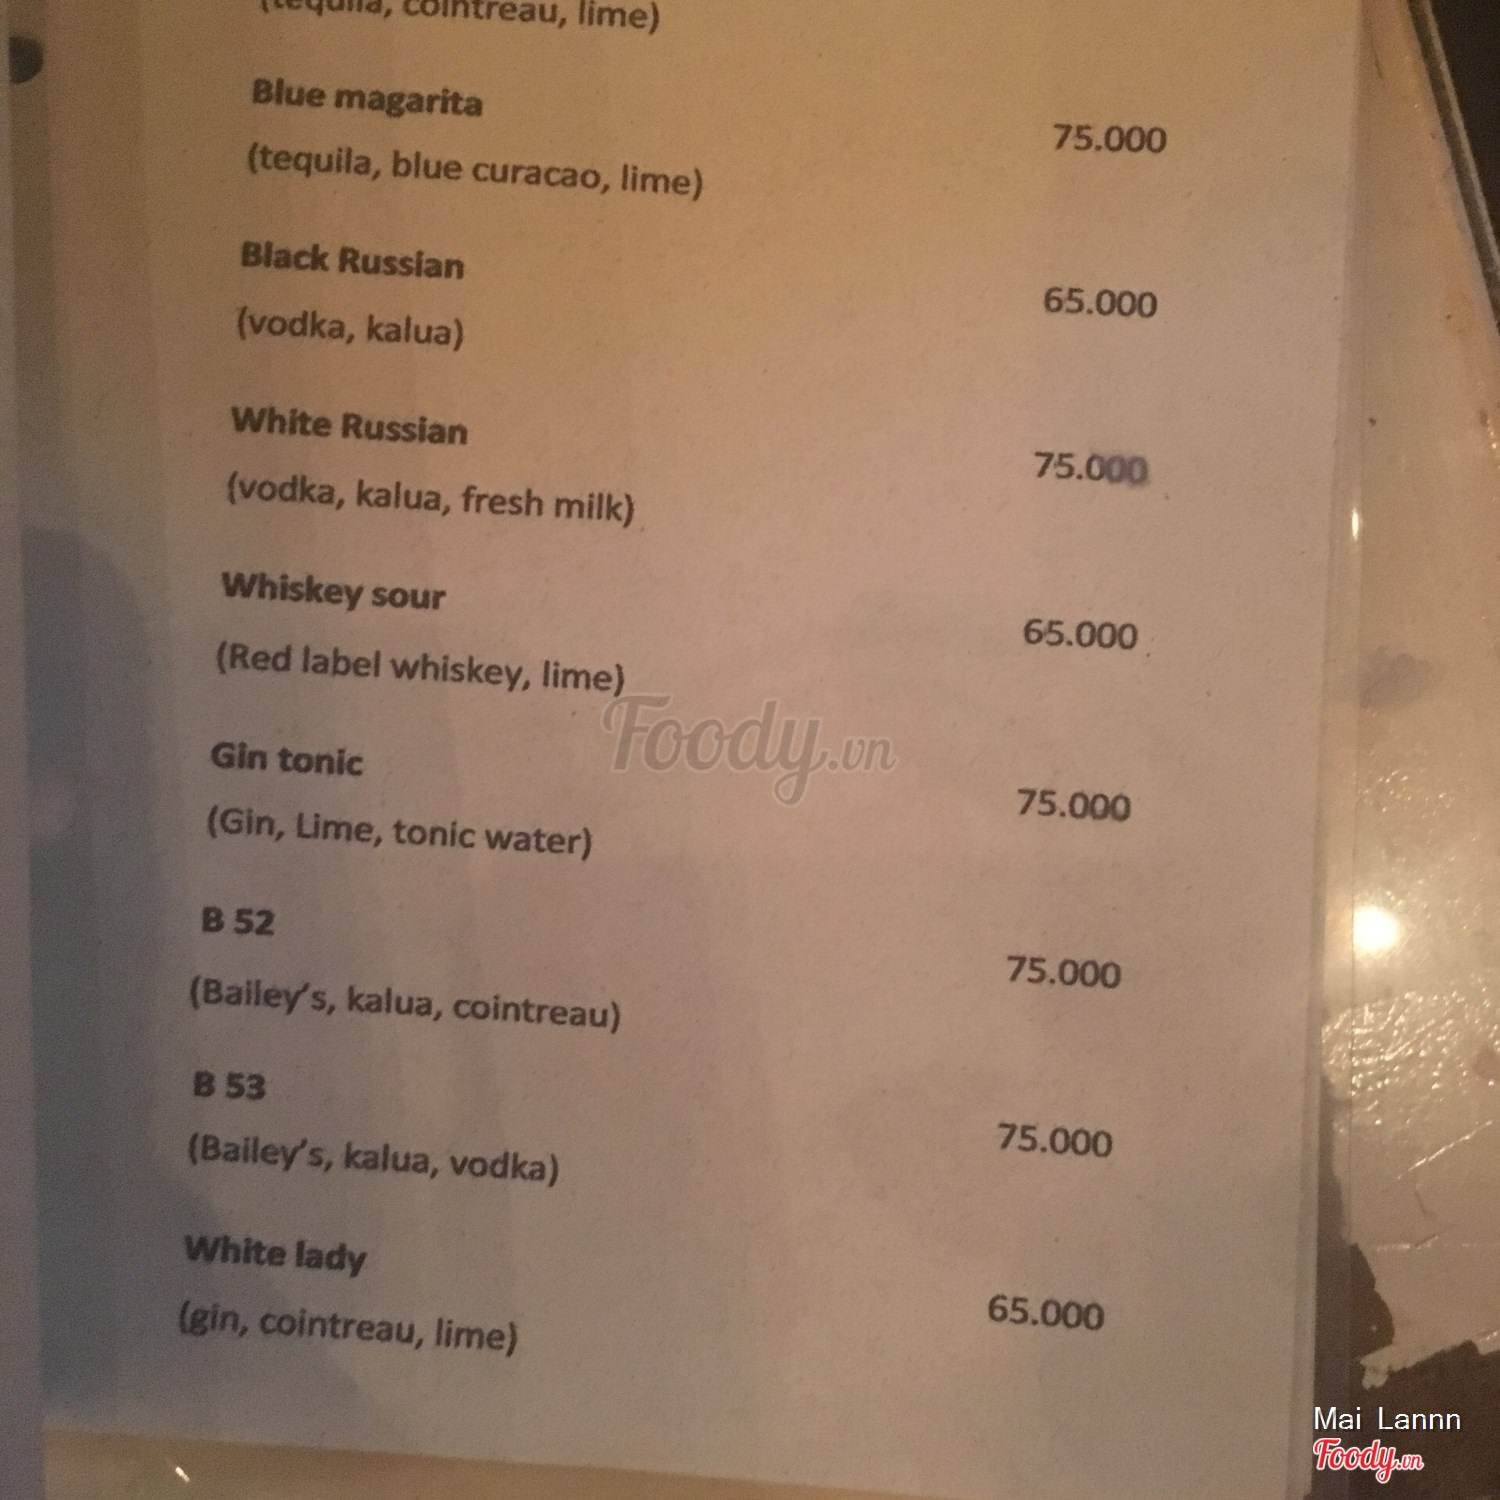 (tequila, cointreau, lime)
Blue magarita
75.000
(tequila, blue curacao, lime)
Black Russian
65.000
(vodka, kalua)
White Russian
75.000
(vodka, kalua, fresh milk)
Whiskey sour
65.000
(Red label whiskey, lime)
Foody.vn
Gin tonic
75.000
(Gin, Lime, tonic water)
B 52
75.000
(Bailey's, kalua, cointreau)
B 53
75.000
(Bailey's, kalua, vodka)
White lady
65.000
(gin, cointreau, lime)
Mai Lannn
Foody.vn